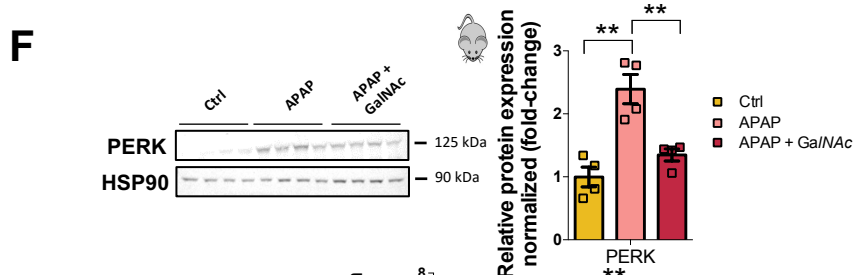 F
Ctrl
APAP
APAP +
GalNAc
PERK
125 kDa
HSP90
90 kDa
Relative protein expression
normalized (fold-change)
3
2
1
0
**
**
PERK
Ctrl
APAP
APAP + GalNAc
8
**